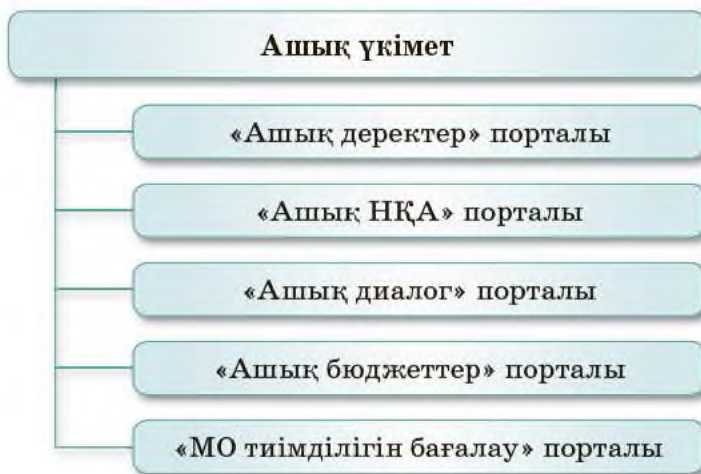 Ашық үкімет
«Ашық деректер» порталы
«Ашық НҚА» порталы
«Ашық диалог» порталы
«Ашық бюджеттер» порталы
«МО тиімділігін бағалау» порталы